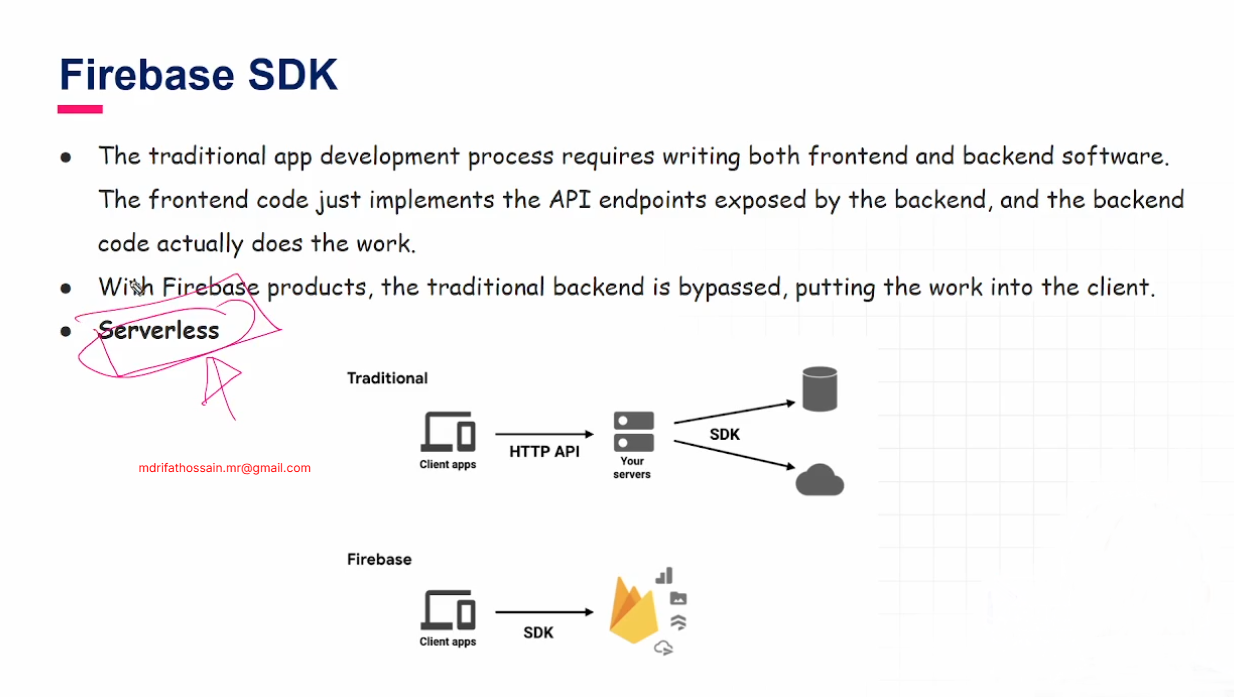 Firebase SDK
● The traditional app development process requires writing both frontend and backend software.
The frontend code just implements the API endpoints exposed by the backend, and the backend
code actually does the work.
● With Firebase products, the traditional backend is bypassed, putting the work into the client.
● Serverless
Traditional
Client apps
HTTP API
Your
servers
SDK
mdrifathossain.mr@gmail.com
Firebase
Client apps
SDK